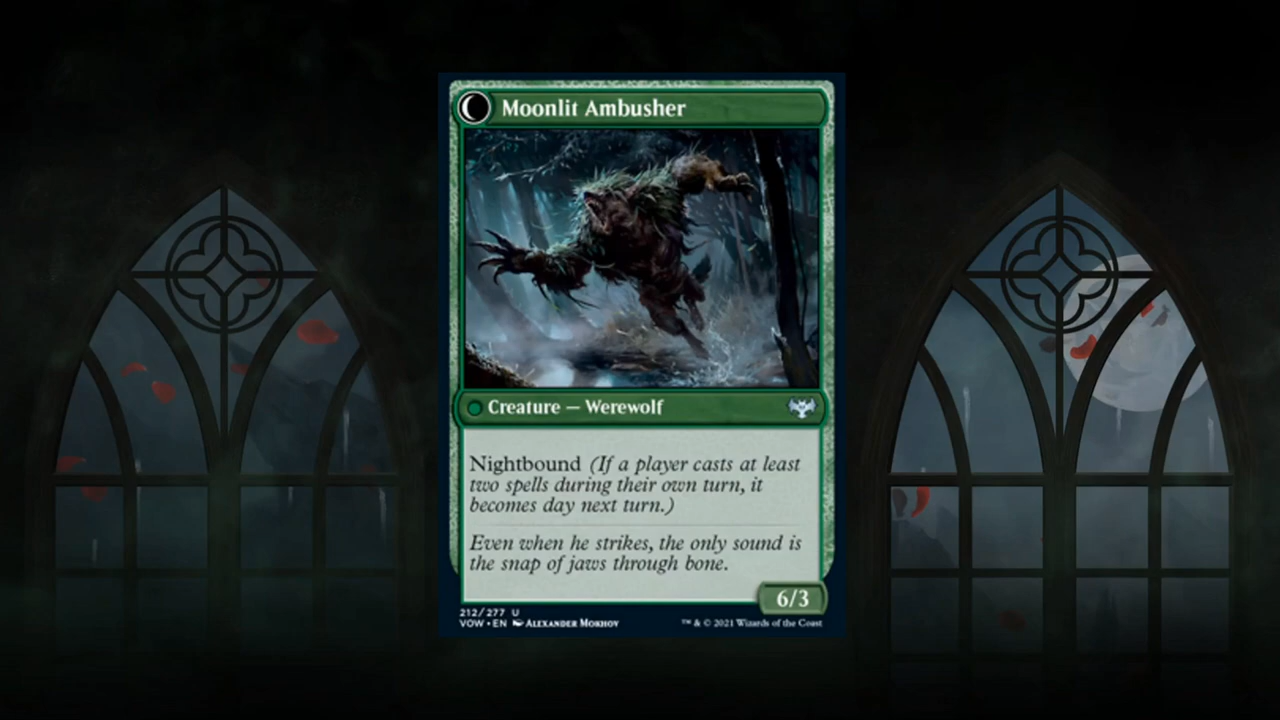 Moonlit Ambusher
Creature — Werewolf
Nightbound (If a player casts at least
two spells during their own turn, it
becomes day next turn.)
Even when he strikes, the only sound is
the snap of jaws through bone.
6/3
212/277 U
VOW • EN Alexander Mokhov
™ & © 2021 Wizards of the Coast